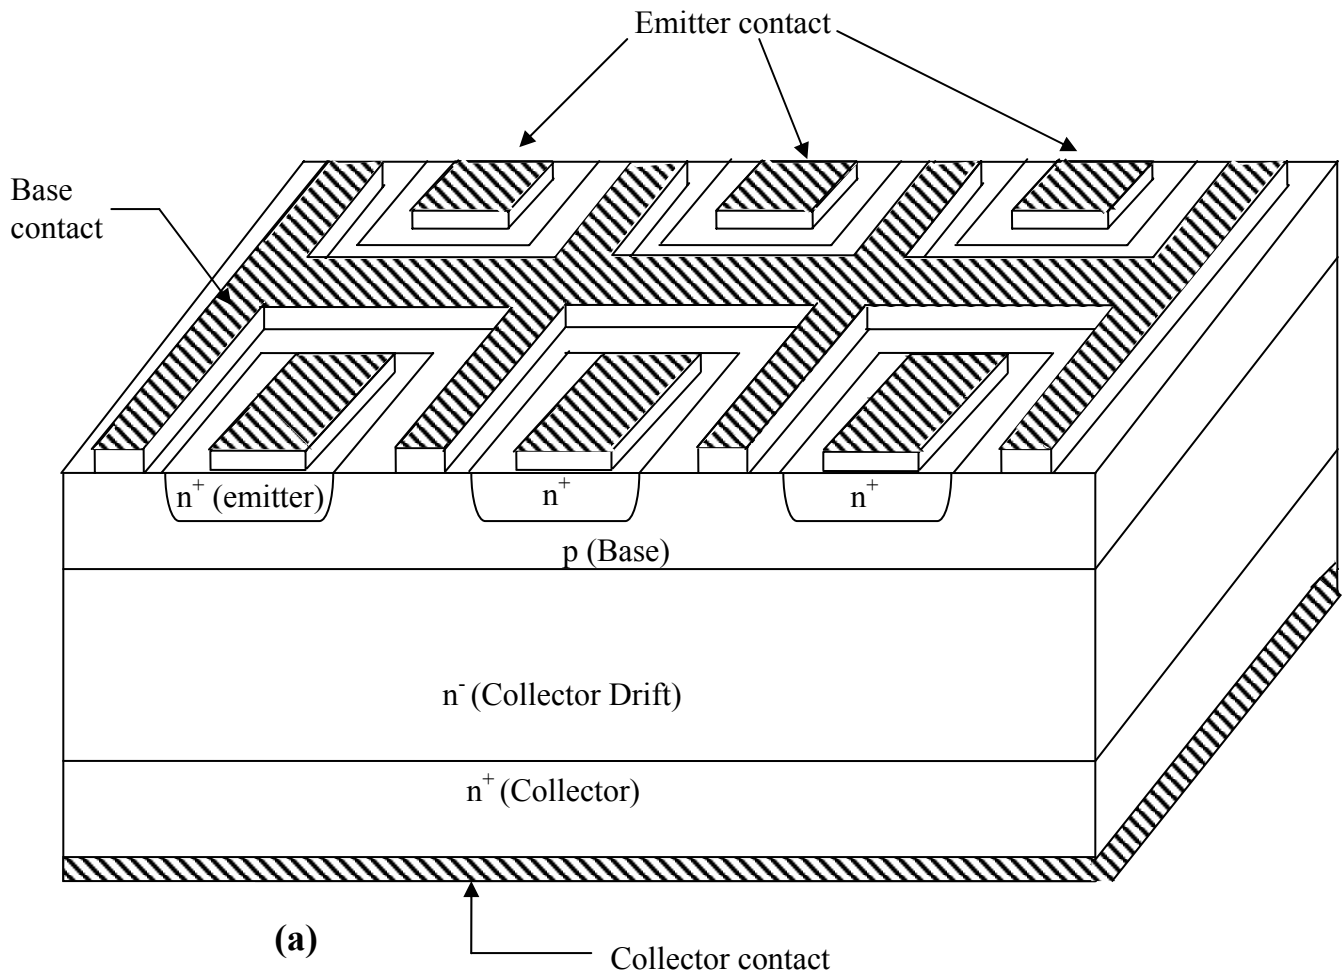 Emitter contact
Base
contact
n+ (emitter)
n+
n+
p (Base)
n- (Collector Drift)
n+ (Collector)
(a)
Collector contact